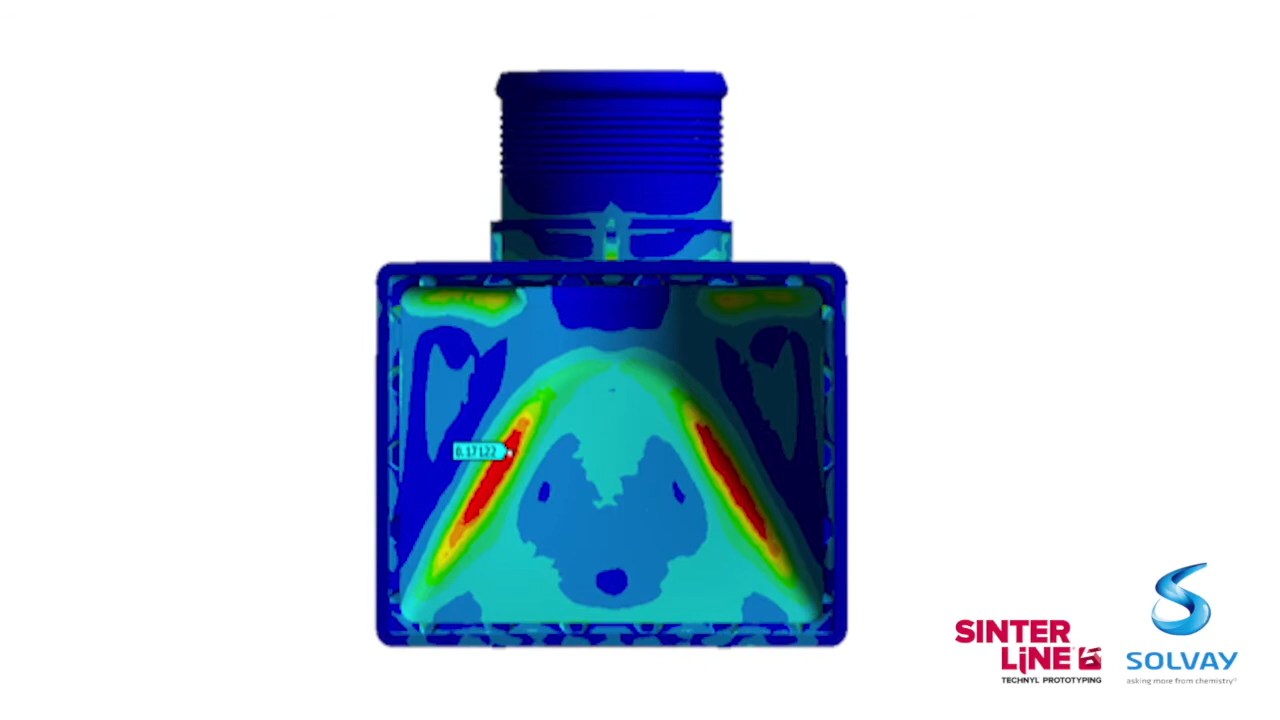 0.17122
SINTER
LiNE
TECHNYL PROTOTYPING
SOLVAY
asking more from chemistry®